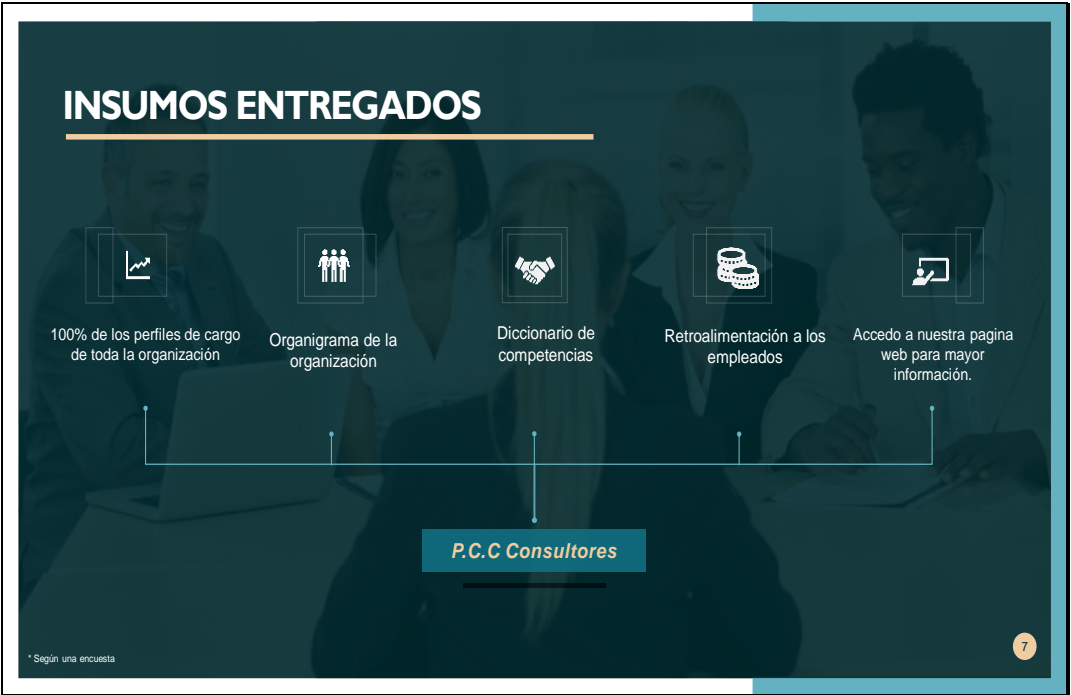 INSUMOS ENTREGADOS
100% de los perfiles de cargo
de toda la organización
Organigrama de la
organización
Diccionario de
competencias
Retroalimentación a los
empleados
Accedo a nuestra pagina
web para mayor
información.
P.C.C Consultores
* Según una encuesta
7